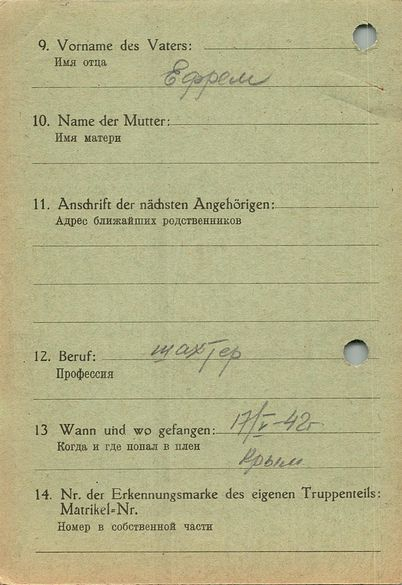 9. Vorname des Vaters:
Имя отца
Ефрем
10. Name der Mutter:
Имя матери
11. Anschrift der nächsten Angehörigen:
Адрес ближайших родственников
12. Beruf: шахтер
Профессия
13 Wann und wo gefangen: 17/V-42г
Когда и где попал в плен
Крым
14. Nr. der Erkennungsmarke des eigenen Truppenteils:
Matrikel=Nr.
Номер в собственной части